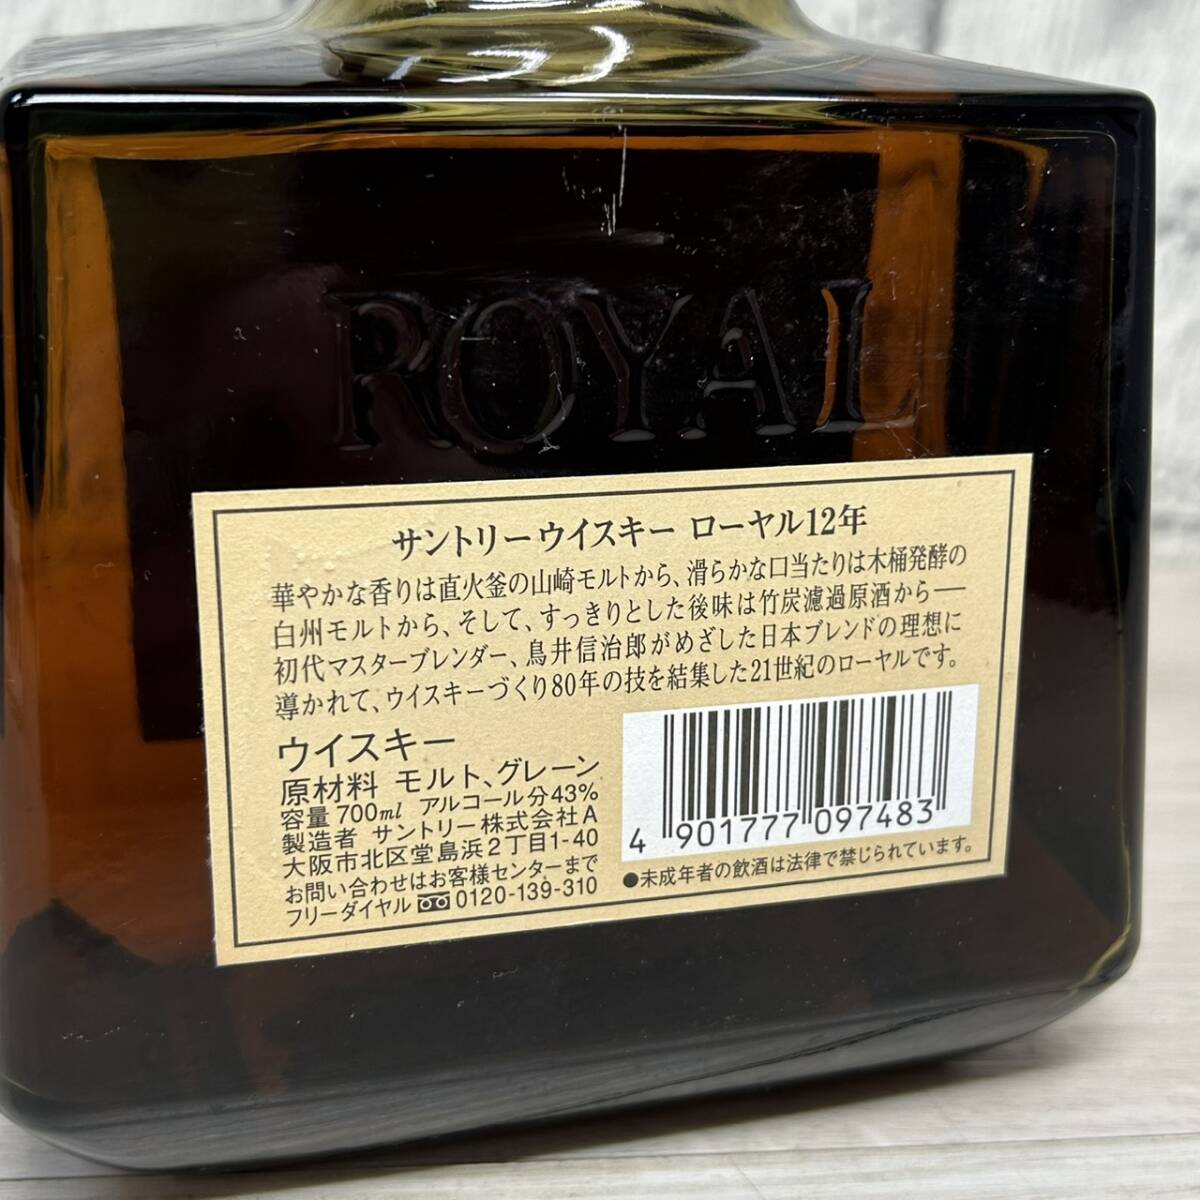 ROYAL
サントリーウイスキー ローヤル12年
華やかな香りは直火釜の山崎モルトから、滑らかな口当たりは木桶発酵の
白州モルトから、そして、すっきりとした後味は竹炭濾過原酒から──
初代マスターブレンダー、鳥井信治郎がめざした日本ブレンドの理想に
導かれて、ウイスキーづくり80年の技を結集した21世紀のローヤルです。
ウイスキー
原材料 モルト、グレーン
容量 700ml アルコール分43%
製造者 サントリー株式会社A
大阪市北区堂島浜2丁目1-40
お問い合わせはお客様センターまで
フリーダイヤル 0120-139-310
4 901777 097483
●未成年者の飲酒は法律で禁じられています。